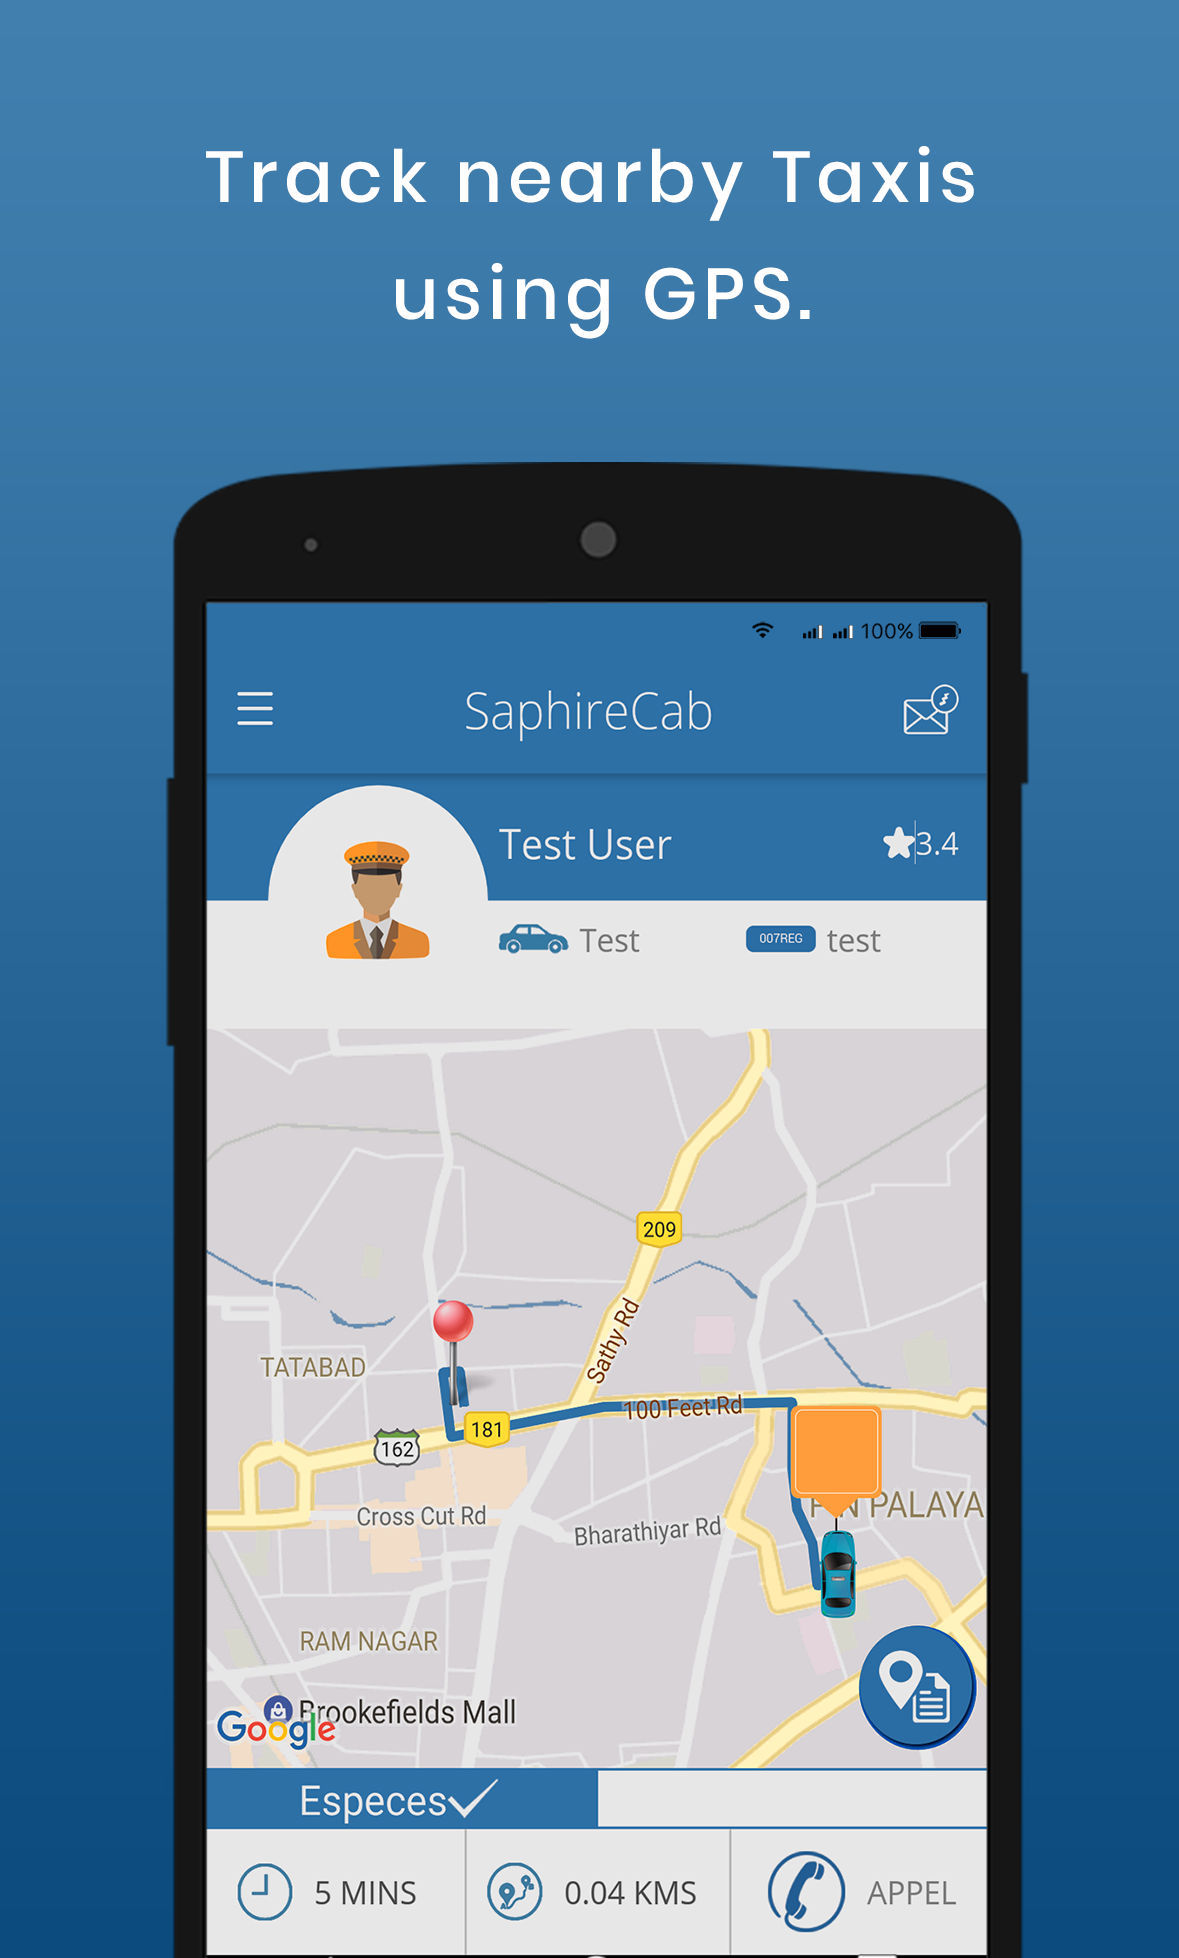 Track nearby Taxis
using GPS.
100%
SaphireCab
Test User
3.4
Test
007REG
test
209
Sathy Rd
TATABAD
100 Feet Rd
181
162
PALAYA
Cross Cut Rd
Bharathiyar Rd
RAM NAGAR
Brookefields Mall
Google
Especes
5 MINS
0.04 KMS
APPEL